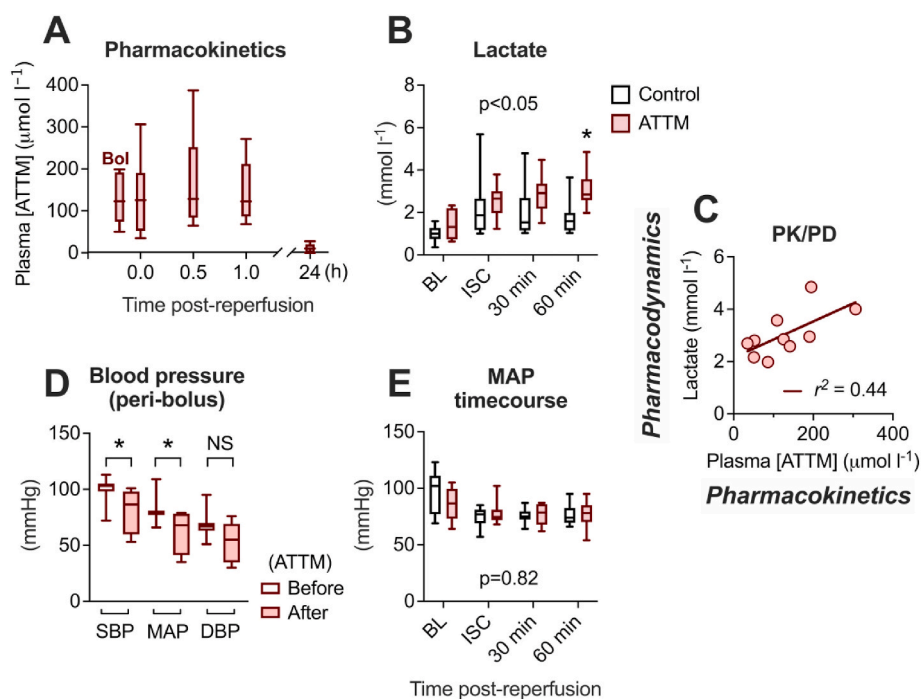 A
Pharmacokinetics
Plasma [ATTM] (μmol l⁻¹)
400
300
200
100
0
Bol
0.0
0.5
1.0
24 (h)
Time post-reperfusion
B
Lactate
(mmol l⁻¹)
6
4
2
0
p<0.05
*
Control
ATTM
BL
ISC
30 min
60 min
C
PK/PD
Pharmacodynamics
Lactate (mmol l⁻¹)
6
4
2
0
r² = 0.44
0
200
400
Plasma [ATTM] (μmol l⁻¹)
Pharmacokinetics
D
Blood pressure
(peri-bolus)
(mmHg)
150
100
50
0
*
*
NS
SBP
MAP
DBP
(ATTM)
Before
After
E
MAP
timecourse
(mmHg)
150
100
50
0
p=0.82
BL
ISC
30 min
60 min
Time post-reperfusion